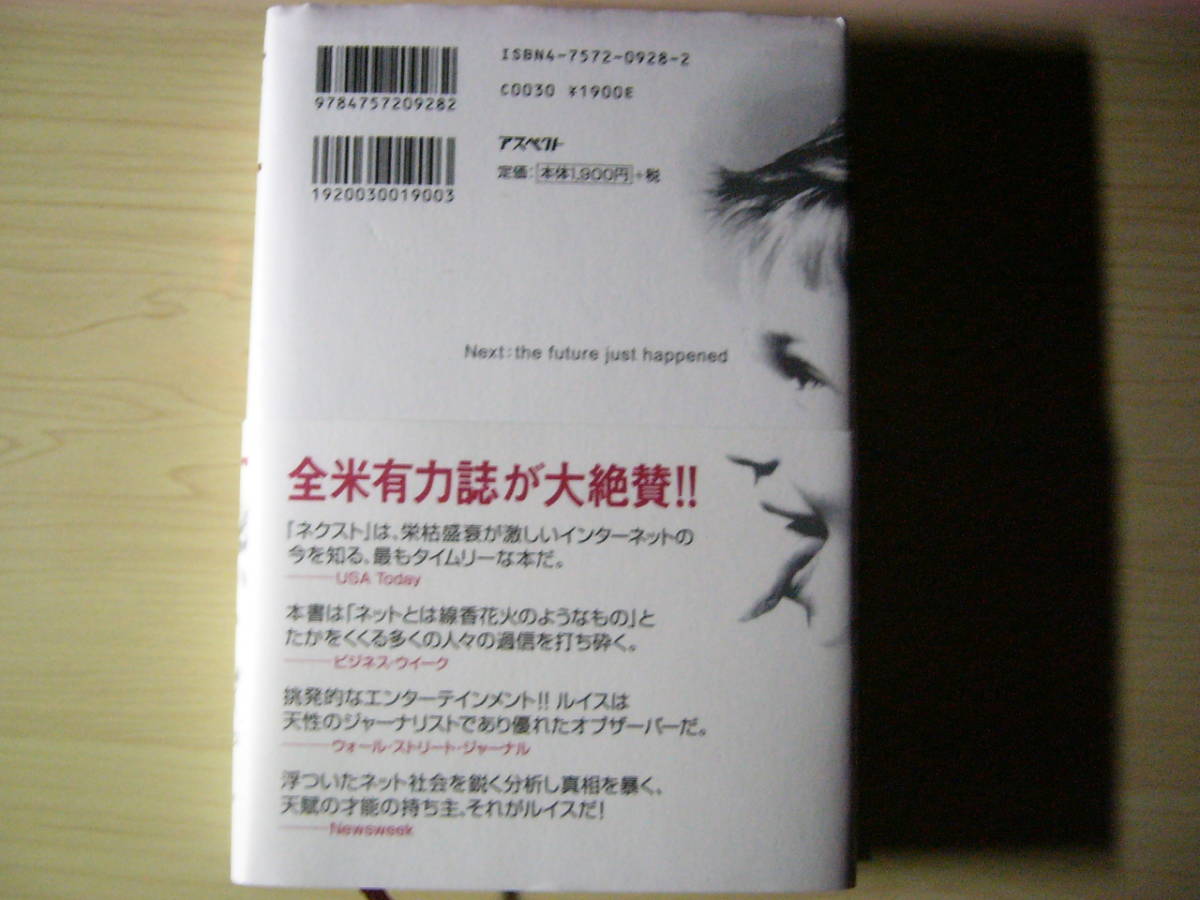 ISBN4-7572-0928-2
9784757209282
C0030 ¥1900E
アスペクト
定価: 本体1,900円 +税
1920030019003
Next: the future just happened
全米有力誌が大絶賛!!
「ネクスト」は、栄枯盛衰が激しいインターネットの
今を知る、最もタイムリーな本だ。
——USA Today
本書は「ネットとは線香花火のようなもの」と
たかをくくる多くの人々の過信を打ち砕く。
——ビジネス・ウイーク
挑発的なエンターテインメント!! ルイスは
天性のジャーナリストであり優れたオブザーバーだ。
——ウォール・ストリート・ジャーナル
浮ついたネット社会を鋭く分析し真相を暴く、
天賦の才能の持ち主、それがルイスだ!
——Newsweek